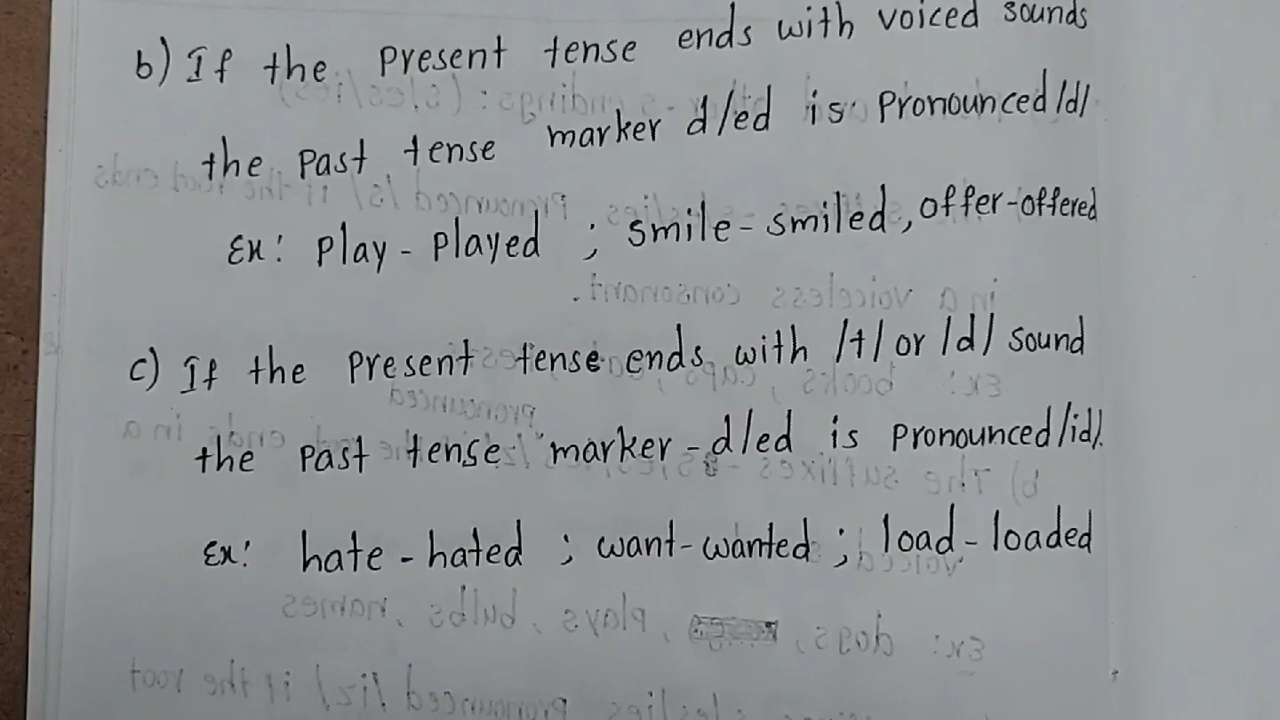 b) If the present tense ends with voiced sounds
the past tense marker d/ed is pronounced /d/
Ex: play - played ; smile - smiled, offer-offered
c) If the present tense ends with /t/ or /d/ sound
the past tense marker - d/ed is pronounced /id/.
Ex: hate - hated ; want-wanted ; load - loaded